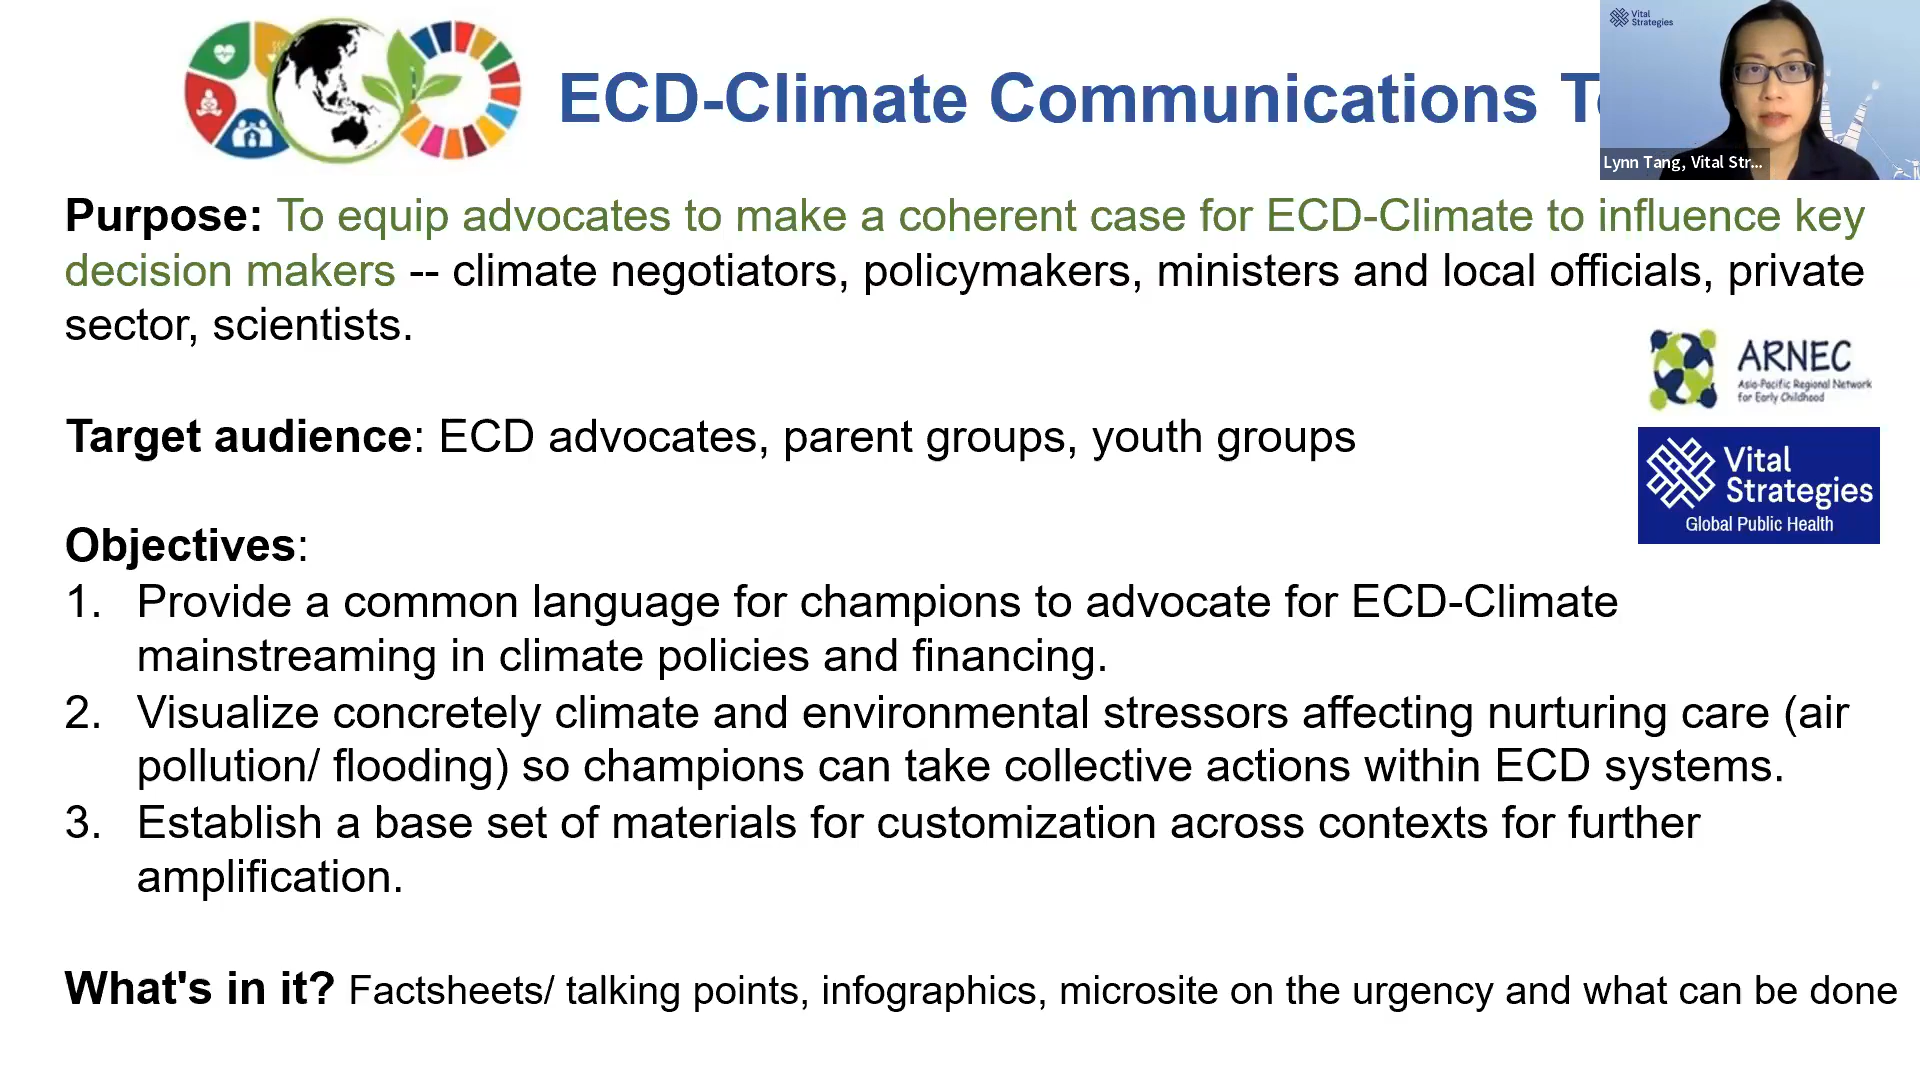 ECD-Climate Communications
Vital
Strategies
Lynn Tang, Vital Str...
Purpose: To equip advocates to make a coherent case for ECD-Climate to influence key
decision makers -- climate negotiators, policymakers, ministers and local officials, private
sector, scientists.
ARNEC
Asia-Pacific Regional Network
for Early Childhood
Target audience: ECD advocates, parent groups, youth groups
Vital
Strategies
Global Public Health
Objectives:
1. Provide a common language for champions to advocate for ECD-Climate
mainstreaming in climate policies and financing.
2. Visualize concretely climate and environmental stressors affecting nurturing care (air
pollution/ flooding) so champions can take collective actions within ECD systems.
3. Establish a base set of materials for customization across contexts for further
amplification.
What's in it? Factsheets/ talking points, infographics, microsite on the urgency and what can be done